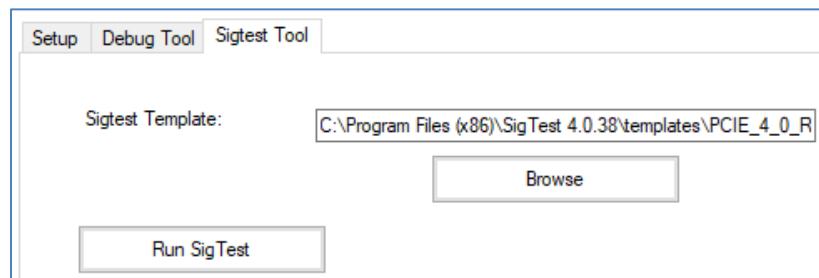 Setup Debug Tool Sigtest Tool
Sigtest Template: C:\Program Files (x86)\SigTest 4.0.38\templates\PCIE_4_0_R
Browse
Run SigTest